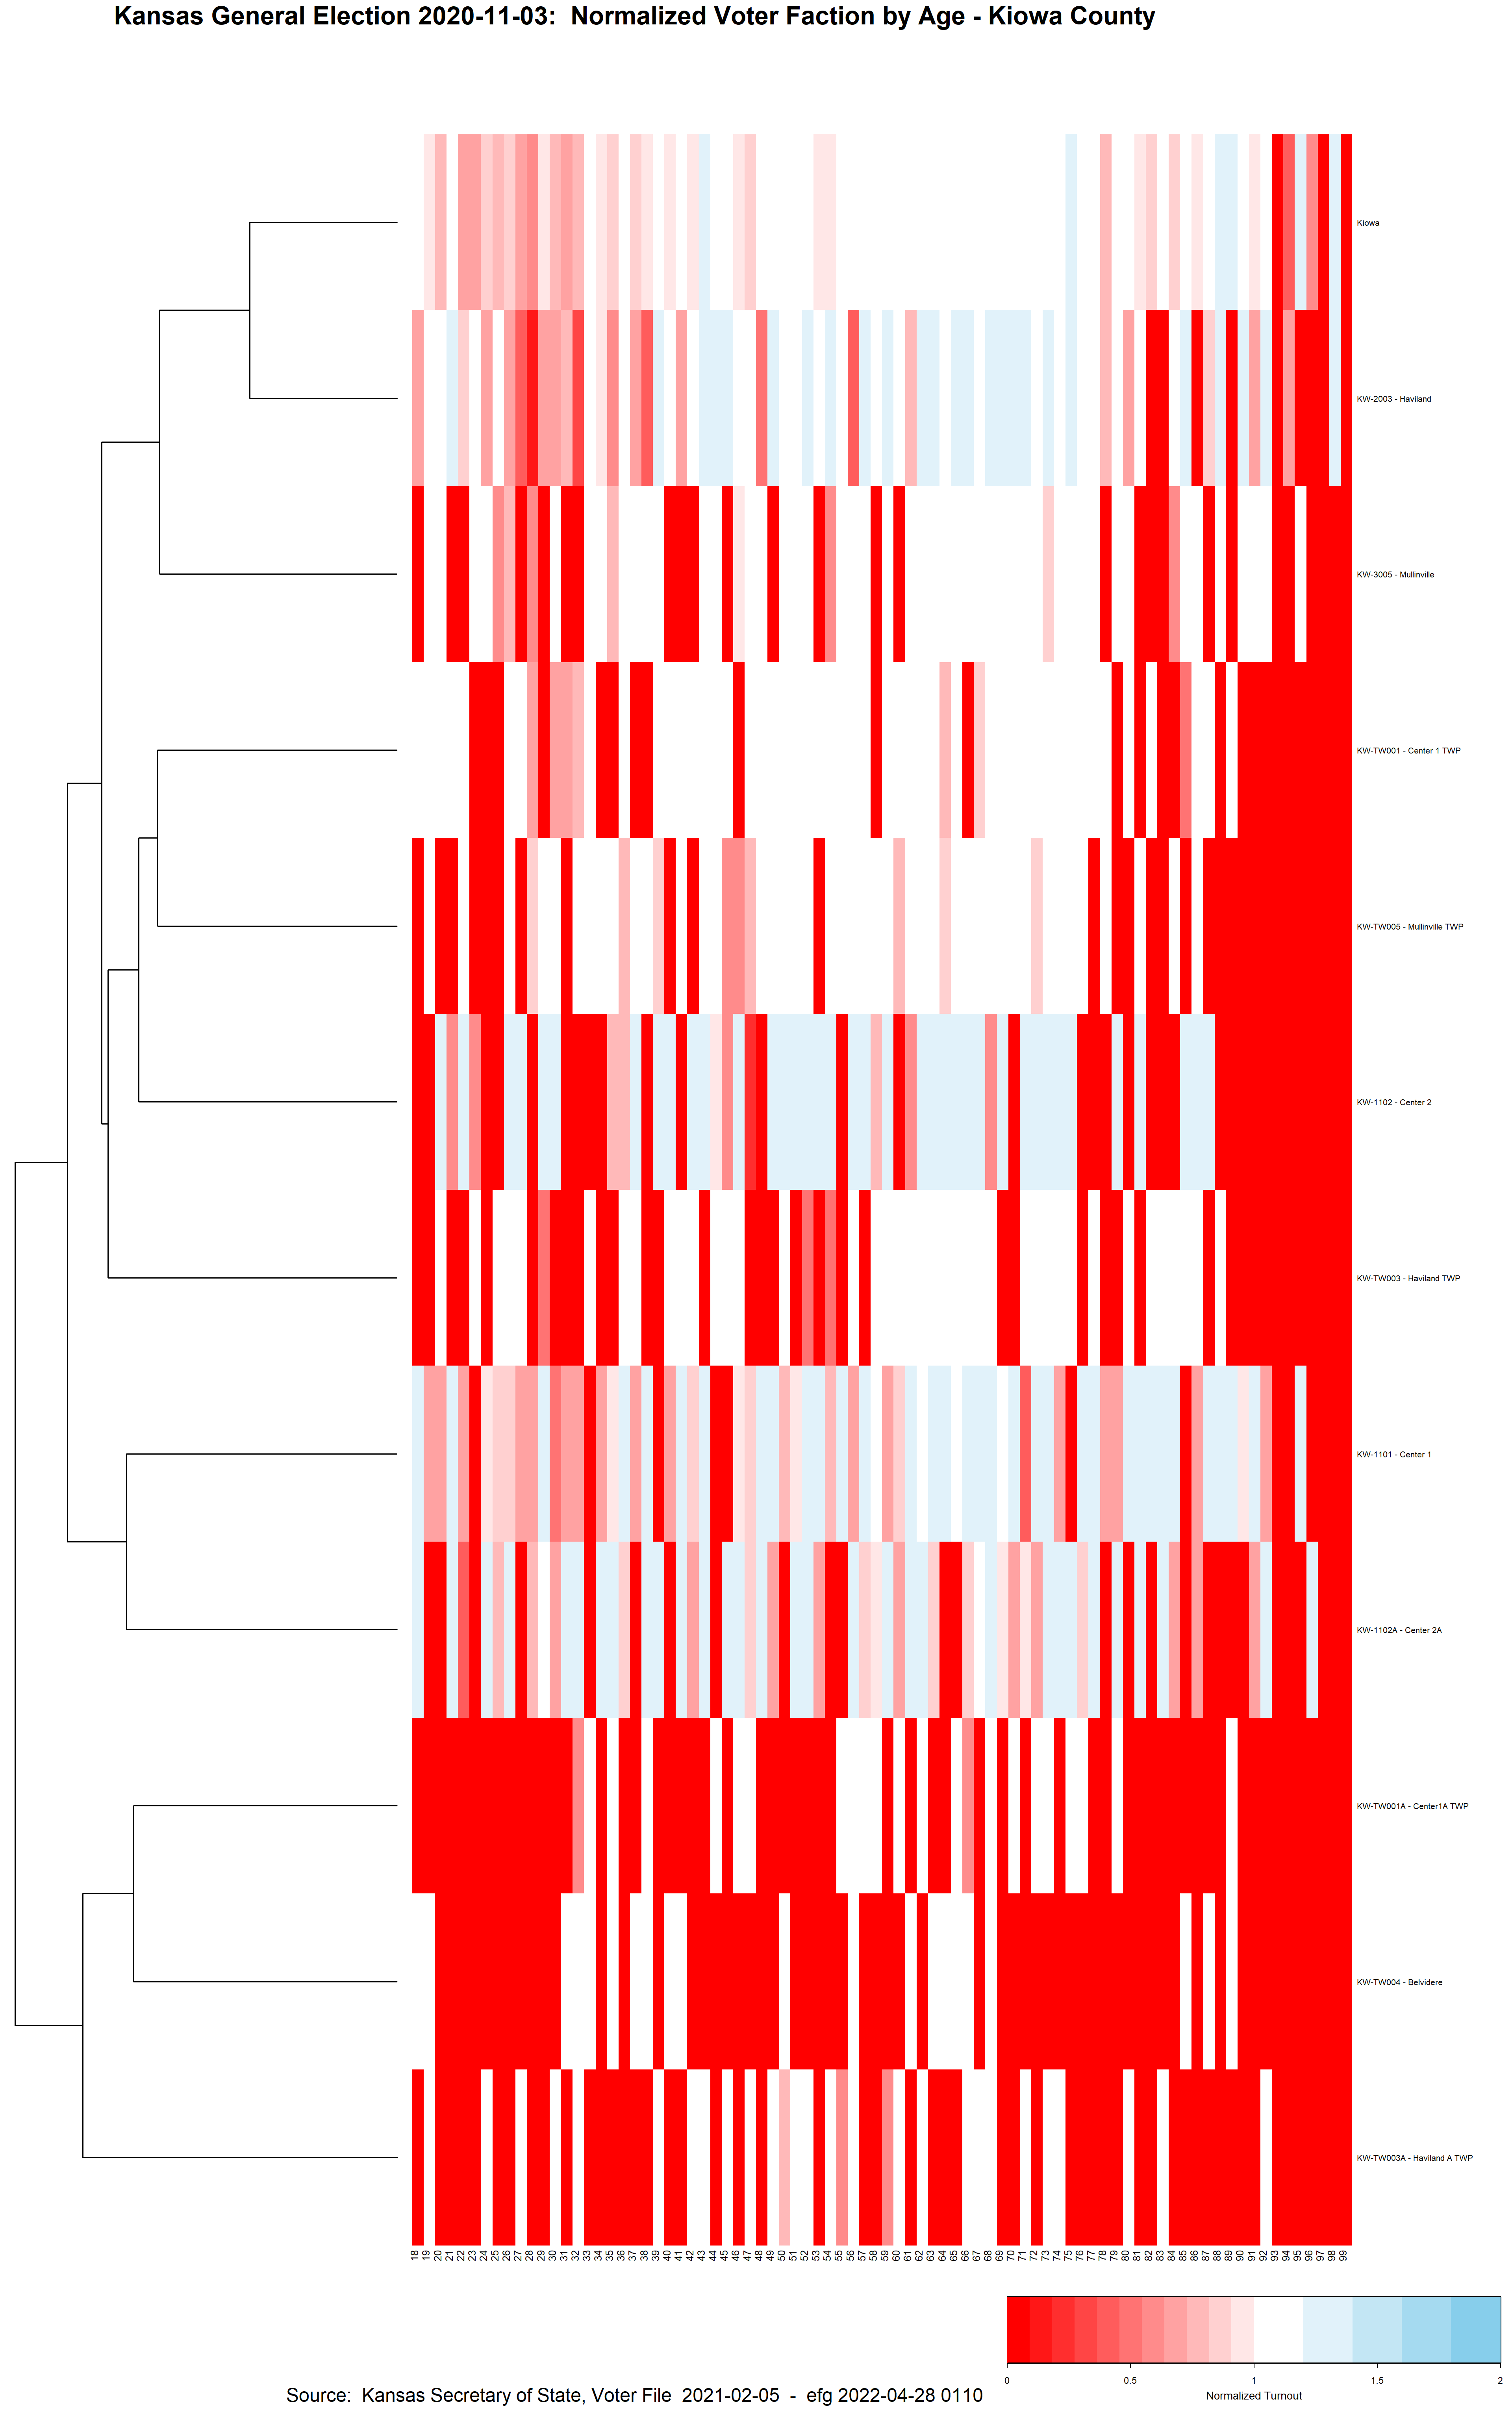 Kansas General Election 2020-11-03:  Normalized Voter Faction by Age - Kiowa County
Kiowa
KW-2003 - Haviland
KW-3005 - Mullinville
KW-TW001 - Center 1 TWP
KW-TW005 - Mullinville TWP
KW-1102 - Center 2
KW-TW003 - Haviland TWP
KW-1101 - Center 1
KW-1102A - Center 2A
KW-TW001A - Center1A TWP
KW-TW004 - Belvidere
KW-TW003A - Haviland A TWP
18 19 20 21 22 23 24 25 26 27 28 29 30 31 32 33 34 35 36 37 38 39 40 41 42 43 44 45 46 47 48 49 50 51 52 53 54 55 56 57 58 59 60 61 62 63 64 65 66 67 68 69 70 71 72 73 74 75 76 77 78 79 80 81 82 83 84 85 86 87 88 89 90 91 92 93 94 95 96 97 98 99
0 0.5 1 1.5 2
Normalized Turnout
Source:  Kansas Secretary of State, Voter File  2021-02-05  -  efg 2022-04-28 0110